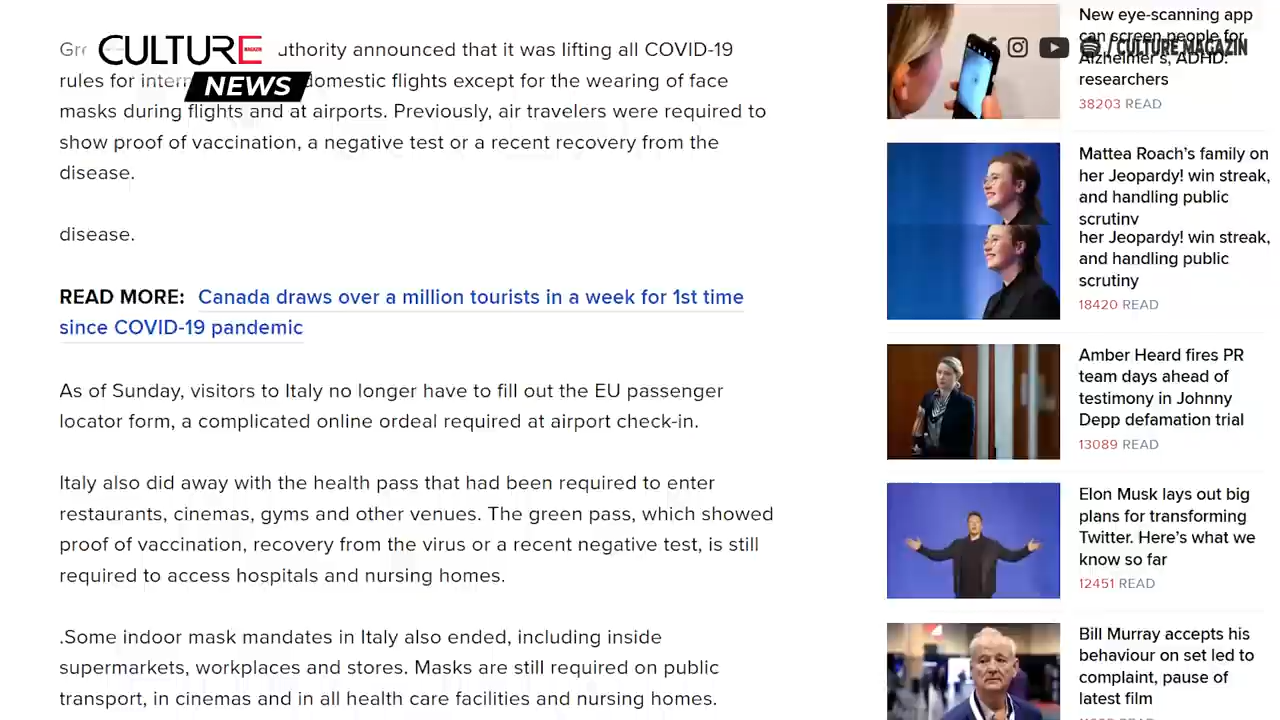 CULTURE
MAGAZIN
NEWS
/ CULTURE MAGAZIN
uthority announced that it was lifting all COVID-19
rules for domestic flights except for the wearing of face
masks during flights and at airports. Previously, air travelers were required to
show proof of vaccination, a negative test or a recent recovery from the
disease.
disease.
READ MORE: Canada draws over a million tourists in a week for 1st time
since COVID-19 pandemic
As of Sunday, visitors to Italy no longer have to fill out the EU passenger
locator form, a complicated online ordeal required at airport check-in.
Italy also did away with the health pass that had been required to enter
restaurants, cinemas, gyms and other venues. The green pass, which showed
proof of vaccination, recovery from the virus or a recent negative test, is still
required to access hospitals and nursing homes.
.Some indoor mask mandates in Italy also ended, including inside
supermarkets, workplaces and stores. Masks are still required on public
transport, in cinemas and in all health care facilities and nursing homes.
New eye-scanning app
can screen people for
Alzheimer's, ADHD:
researchers
38203 READ
Mattea Roach's family on
her Jeopardy! win streak,
and handling public
scrutiny
her Jeopardy! win streak,
and handling public
scrutiny
18420 READ
Amber Heard fires PR
team days ahead of
testimony in Johnny
Depp defamation trial
13089 READ
Elon Musk lays out big
plans for transforming
Twitter. Here's what we
know so far
12451 READ
Bill Murray accepts his
behaviour on set led to
complaint, pause of
latest film